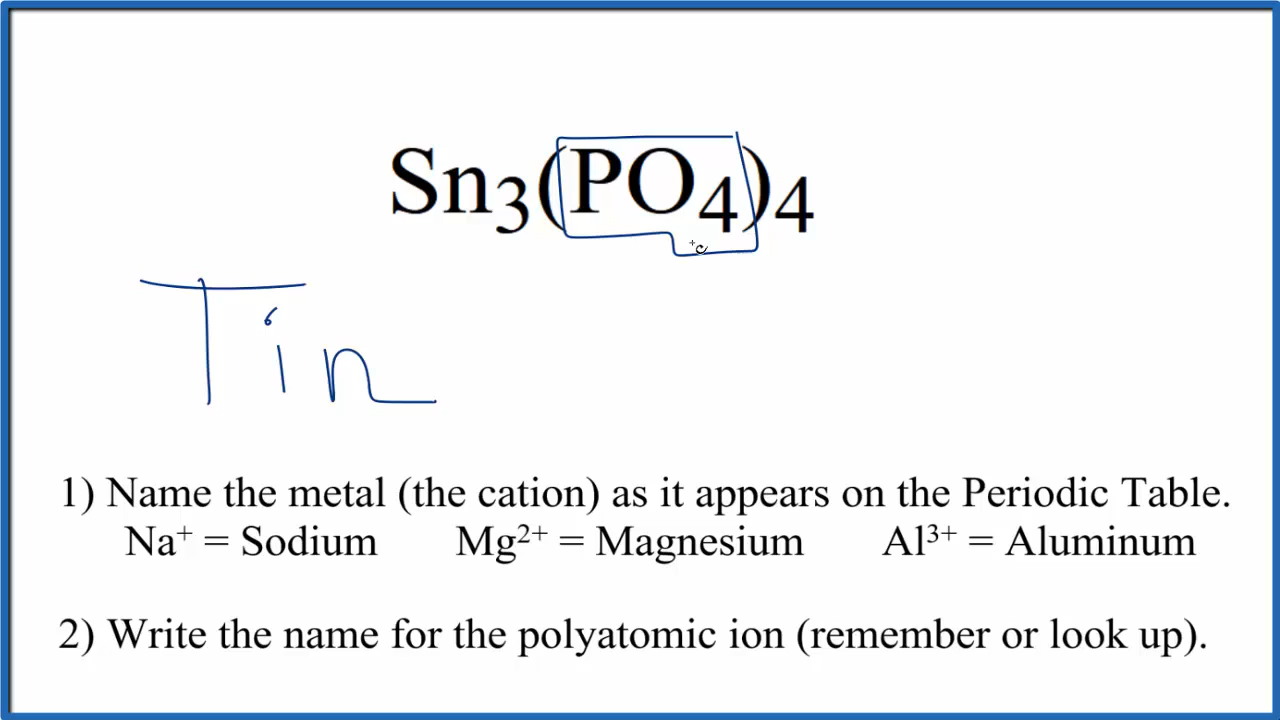 Sn₃(PO₄)₄
Tin
1) Name the metal (the cation) as it appears on the Periodic Table.
Na⁺ = Sodium Mg²⁺ = Magnesium Al³⁺ = Aluminum
2) Write the name for the polyatomic ion (remember or look up).